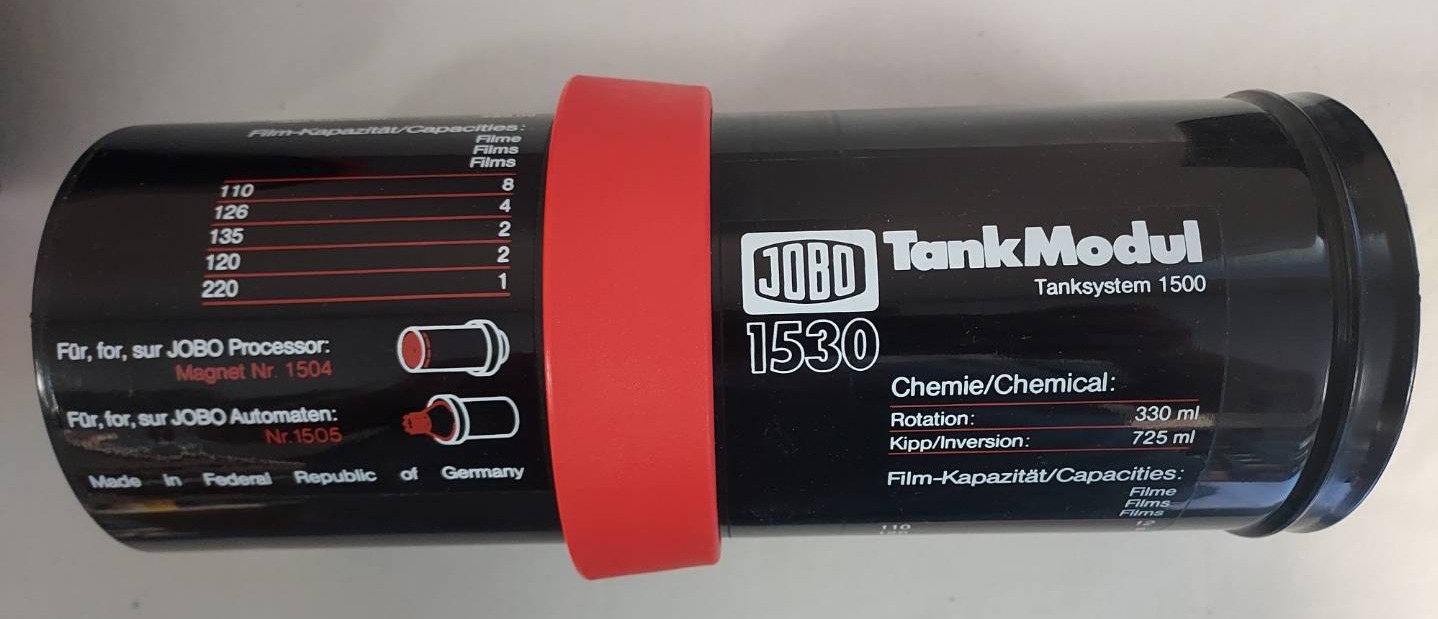 Film-Kapazität/Capacities:
Filme
Films
Films
110 8
126 4
135 2
120 2
220 1
Für, for, sur JOBO Processor:
Magnet Nr. 1504
Für, for, sur JOBO Automaten:
Nr.1505
Made in Federal Republic of Germany
JOBO TankModul
Tanksystem 1500
1530
Chemie/Chemical:
Rotation: 330 ml
Kipp/Inversion: 725 ml
Film-Kapazität/Capacities:
Filme
Films
Films
110 12